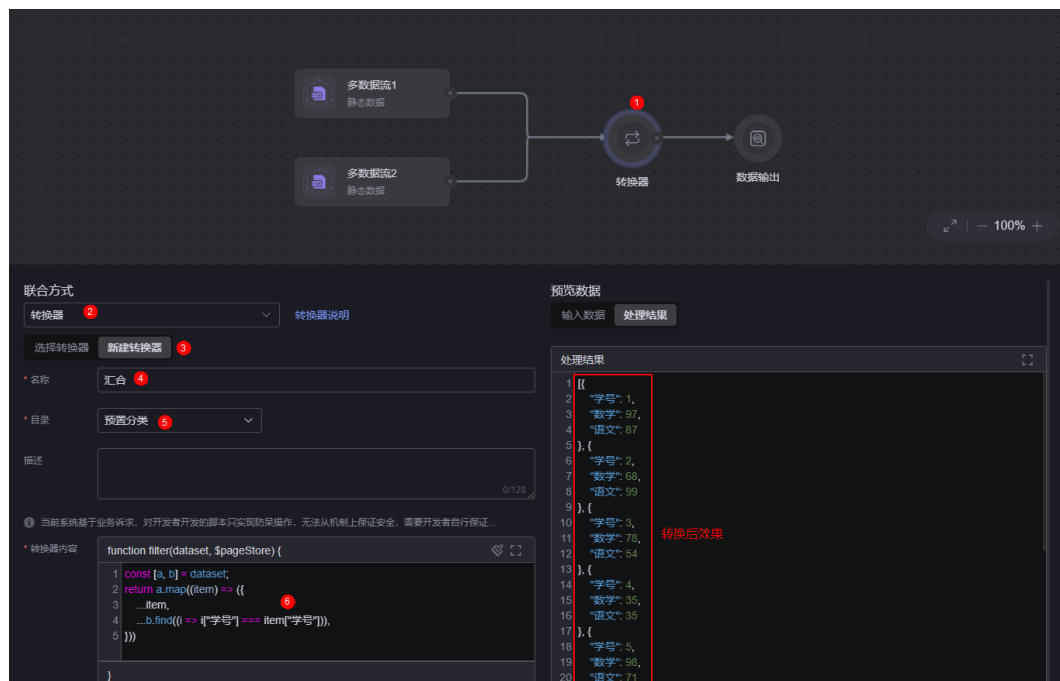 多数据流1
静态数据
1
多数据流2
静态数据
转换器
数据输出
100%
联合方式
转换器 2
转换器说明
选择转换器 新建转换器 3
* 名称 汇合 4
* 目录 预置分类 5
描述
0/128
当前系统基于业务诉求，对开发者开发的脚本只实现防呆操作，无法从机制上保证安全，需要开发者自行保证...
* 转换器内容 function filter(dataset, $pageStore) {
1 const [a, b] = dataset;
2 return a.map((item) => ({
3 ...item,
6
4 ...b.find((i => i["学号"] === item["学号"])),
5 }))
}
预览数据
输入数据 处理结果
处理结果
1 [{
2 "学号": 1,
3 "数学": 97,
4 "语文": 87
5 }, {
6 "学号": 2,
7 "数学": 68,
8 "语文": 99
9 }, {
10 "学号": 3,
11 "数学": 78,
转换后效果
12 "语文": 54
13 }, {
14 "学号": 4,
15 "数学": 35,
16 "语文": 35
17 }, {
18 "学号": 5,
19 "数学": 98,
20 "语文": 71